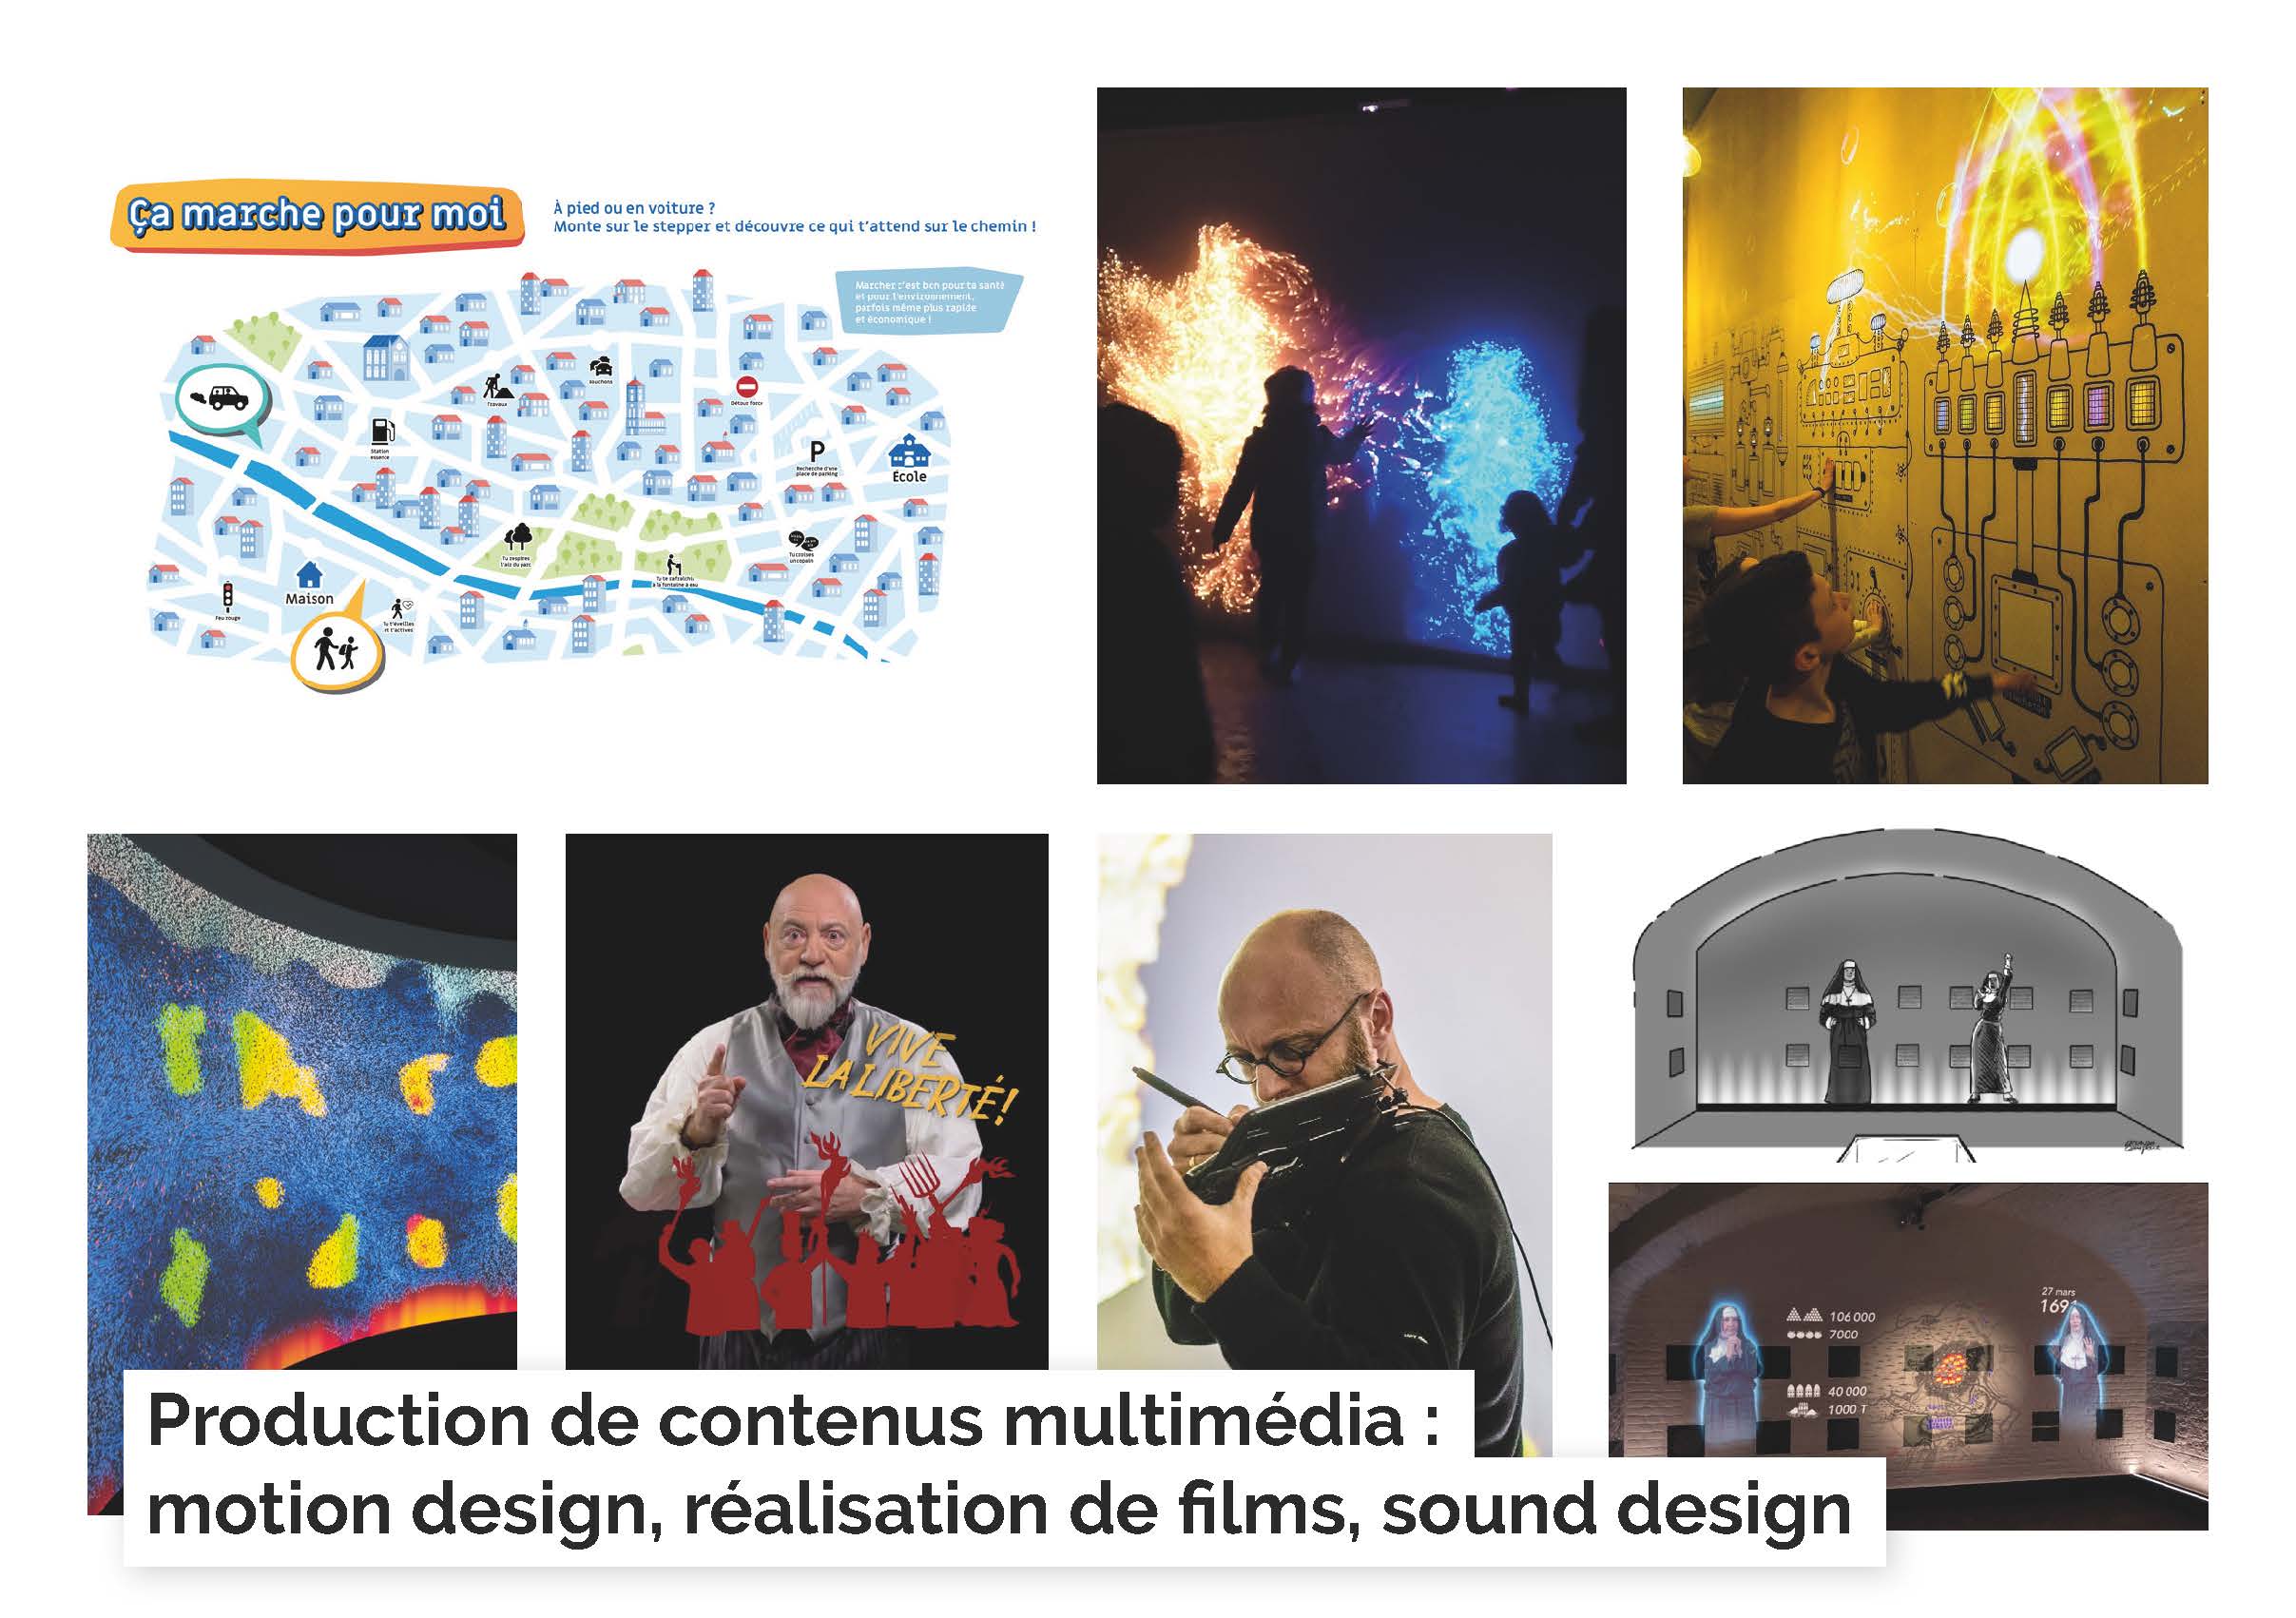 Ça marche pour moi
À pied ou en voiture ?
Monte sur le stepper et découvre ce qui t'attend sur le chemin !
Marcher c'est bon pour ta santé
et pour l'environnement,
parfois même plus rapide
et économique !
Bouchons
Travaux
Détour forcé
Station
essence
P
Recherche d'une
place de parking
École
Tu respires
l'air du parc
Tu croises
un copain
Tu te rafraîchis
à la fontaine à eau
Maison
Feu rouge
Tu t'éveilles
et t'actives
VIVE
LA LIBERTÉ!
27 mars
169
106 000
7000
40 000
1000 T
Production de contenus multimédia :
motion design, réalisation de films, sound design